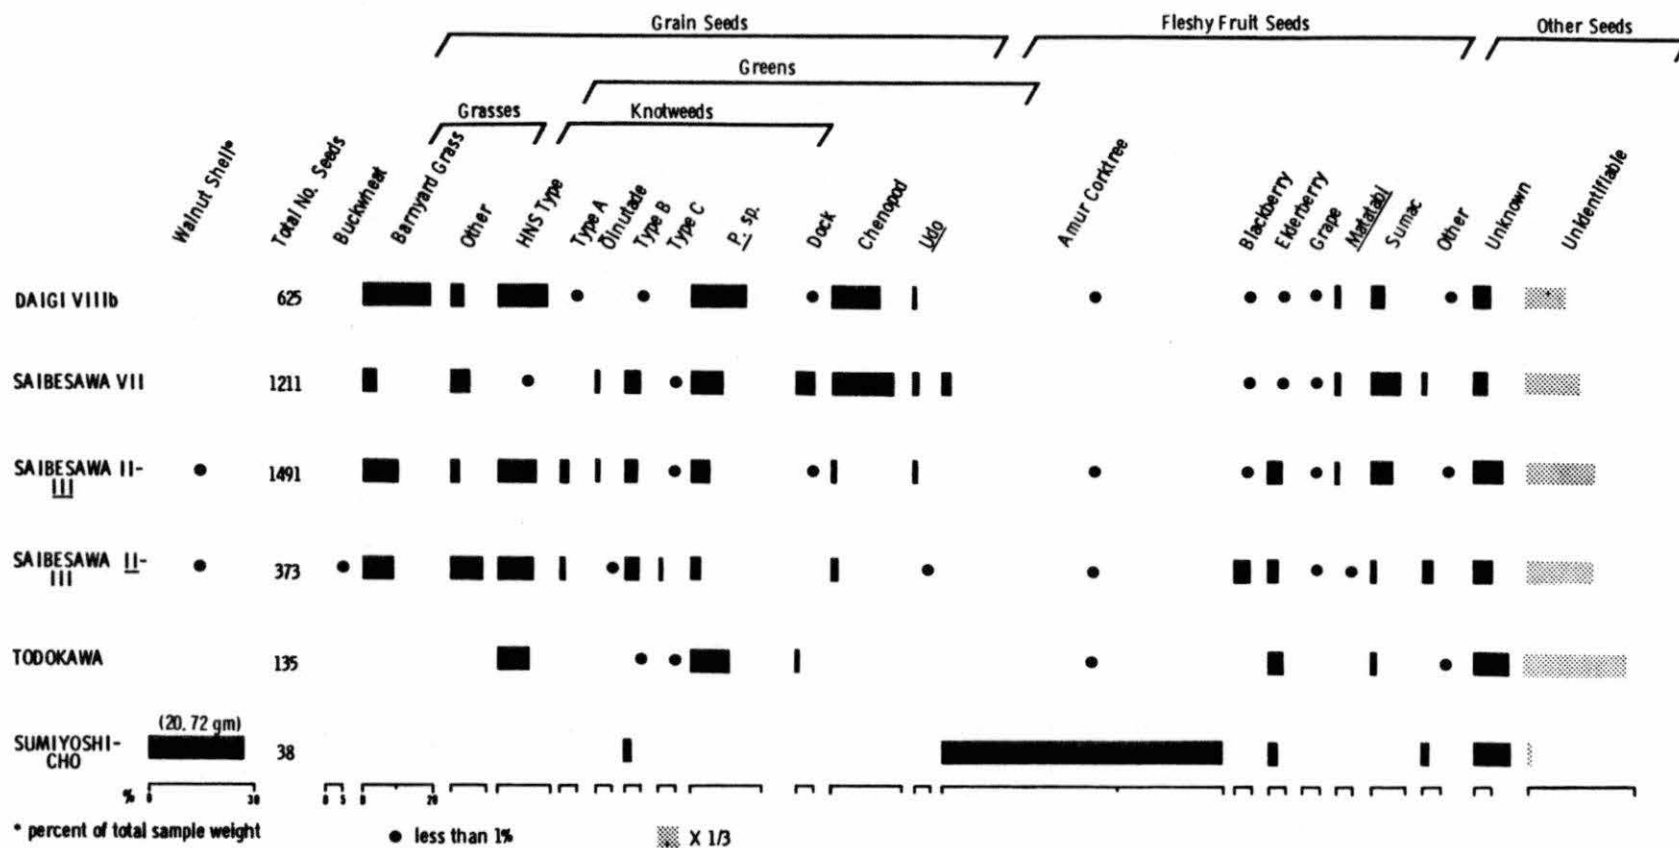 Grain Seeds
Fleshy Fruit Seeds
Other Seeds
Greens
Grasses
Knotweeds
Walnut Shell*
Total No. Seeds
Buckwheat
Barnyard Grass
Other
HNS Type
Type A
Ōinutade
Type B
Type C
P. sp.
Dock
Chenopod
Udo
Amur Corktree
Blackberry
Elderberry
Grape
Matatabi
Sumac
Other
Unknown
Unidentifiable
DAIGI VIIIb 625
SAIBESAWA VII 1211
SAIBESAWA II-
III 1491
SAIBESAWA II-
III 373
TODOKAWA 135
(20.72 gm)
SUMIYOSHI-
CHO 38
% 0 30 0 5 0 20
* percent of total sample weight
● less than 1%
X 1/3